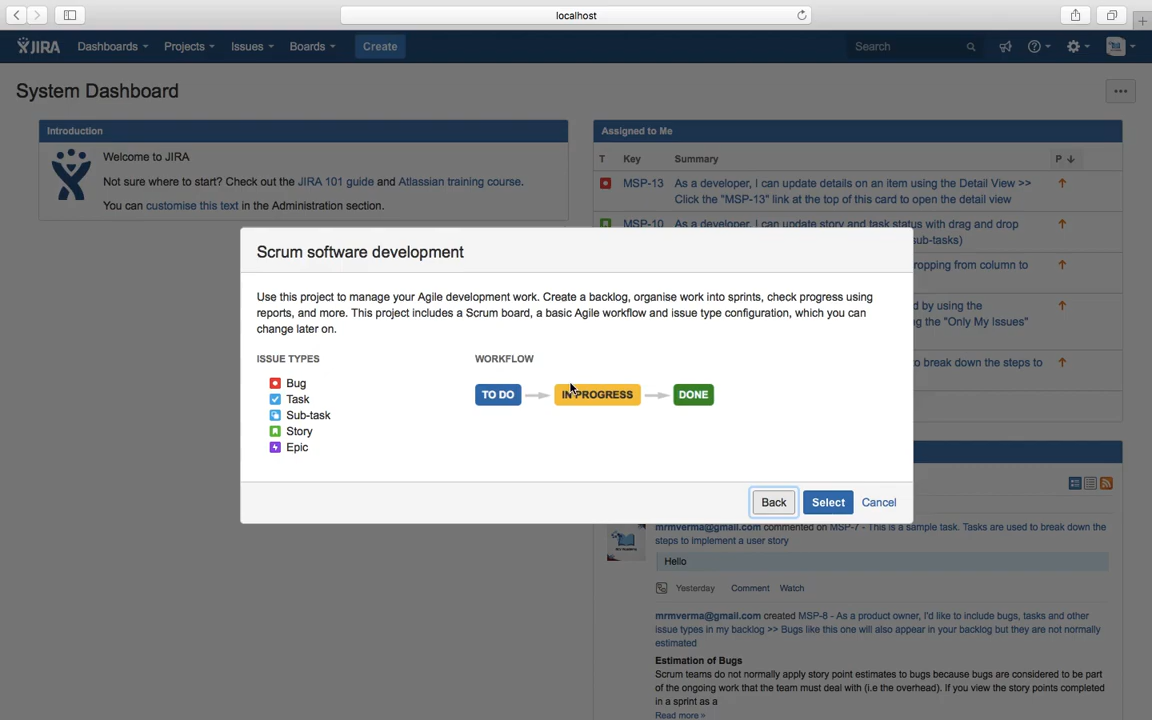 localhost
JIRA Dashboards Projects Issues Boards Create Search
System Dashboard
Introduction
Welcome to JIRA
Not sure where to start? Check out the JIRA 101 guide and Atlassian training course.
You can customise this text in the Administration section.
Assigned to Me
T Key Summary P
MSP-13 As a developer, I can update details on an item using the Detail View >>
Click the "MSP-13" link at the top of this card to open the detail view
MSP-10 As a developer, I can update story and task status with drag and drop
sub-tasks)
ropping from column to
d by using the
g the "Only My Issues"
o break down the steps to
Scrum software development
Use this project to manage your Agile development work. Create a backlog, organise work into sprints, check progress using
reports, and more. This project includes a Scrum board, a basic Agile workflow and issue type configuration, which you can
change later on.
ISSUE TYPES
Bug
Task
Sub-task
Story
Epic
WORKFLOW
TO DO IN PROGRESS DONE
Back Select Cancel
mrmverma@gmail.com commented on MSP-7 - This is a sample task. Tasks are used to break down the
steps to implement a user story
Hello
Yesterday Comment Watch
mrmverma@gmail.com created MSP-8 - As a product owner, I'd like to include bugs, tasks and other
issue types in my backlog >> Bugs like this one will also appear in your backlog but they are not normally
estimated
Estimation of Bugs
Scrum teams do not normally apply story point estimates to bugs because bugs are considered to be part
of the ongoing work that the team must deal with (i.e the overhead). If you view the story points completed
in a sprint as a
Read more »